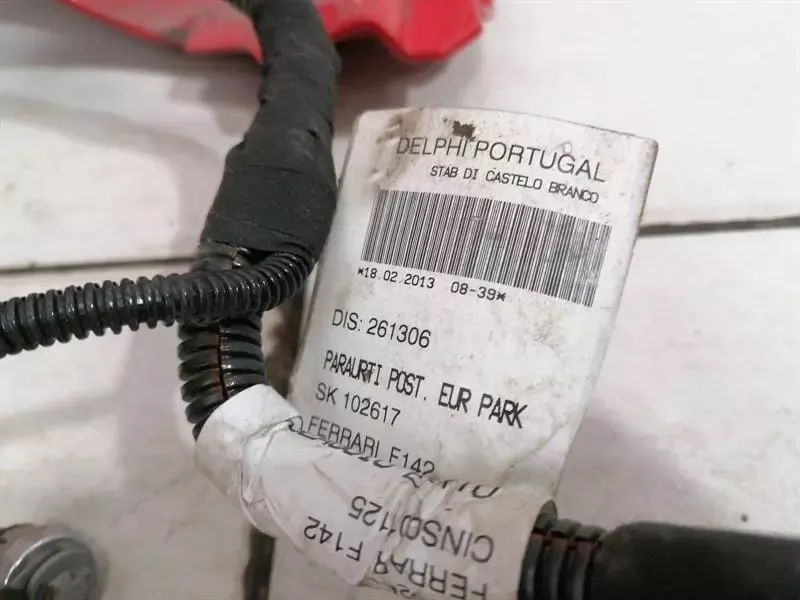 DELPHI PORTUGAL
STAB DI CASTELO BRANCO
*18.02.2013 08-39*
DIS: 261306
PARAURTI POST. EUR PARK
SK 102617
FERRARI F142
CINS01125
FERRARI F142